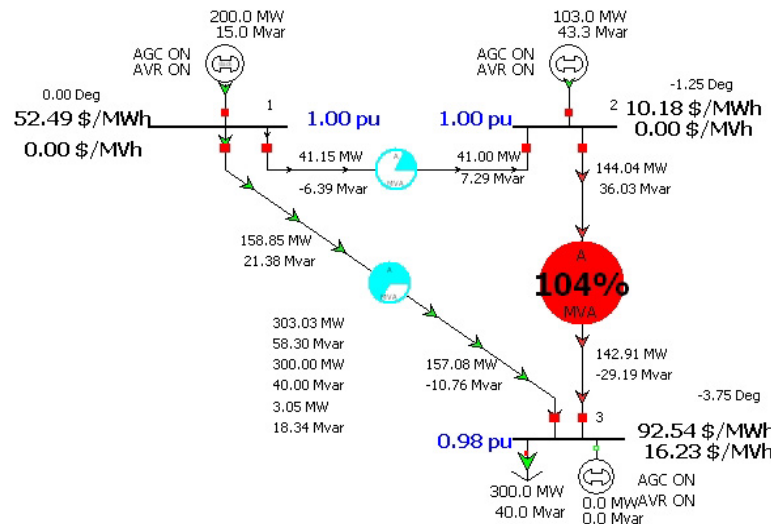 200.0 MW
15.0 Mvar
AGC ON
AVR ON
103.0 MW
43.3 Mvar
AGC ON
AVR ON
0.00 Deg
1
52.49 $/MWh
1.00 pu
0.00 $/MVh
-1.25 Deg
1.00 pu
2
10.18 $/MWh
0.00 $/MVh
41.15 MW
-6.39 Mvar
A
MVA
41.00 MW
7.29 Mvar
144.04 MW
36.03 Mvar
158.85 MW
21.38 Mvar
A
MVA
A
104%
MVA
303.03 MW
58.30 Mvar
300.00 MW
40.00 Mvar
3.05 MW
18.34 Mvar
157.08 MW
-10.76 Mvar
142.91 MW
-29.19 Mvar
-3.75 Deg
3
0.98 pu
92.54 $/MWh
16.23 $/MVh
300.0 MW
40.0 Mvar
AGC ON
AVR ON
0.0 MW
0.0 Mvar